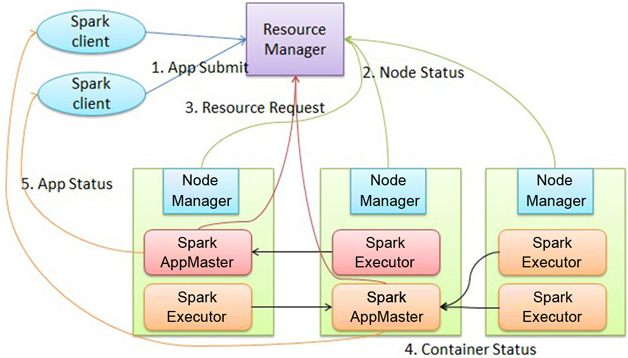 Spark
client
Resource
Manager
1. App Submit
2. Node Status
Spark
client
3. Resource Request
5. App Status
Node
Manager
Node
Manager
Node
Manager
Spark
AppMaster
Spark
Executor
Spark
Executor
Spark
Executor
Spark
AppMaster
Spark
Executor
4. Container Status